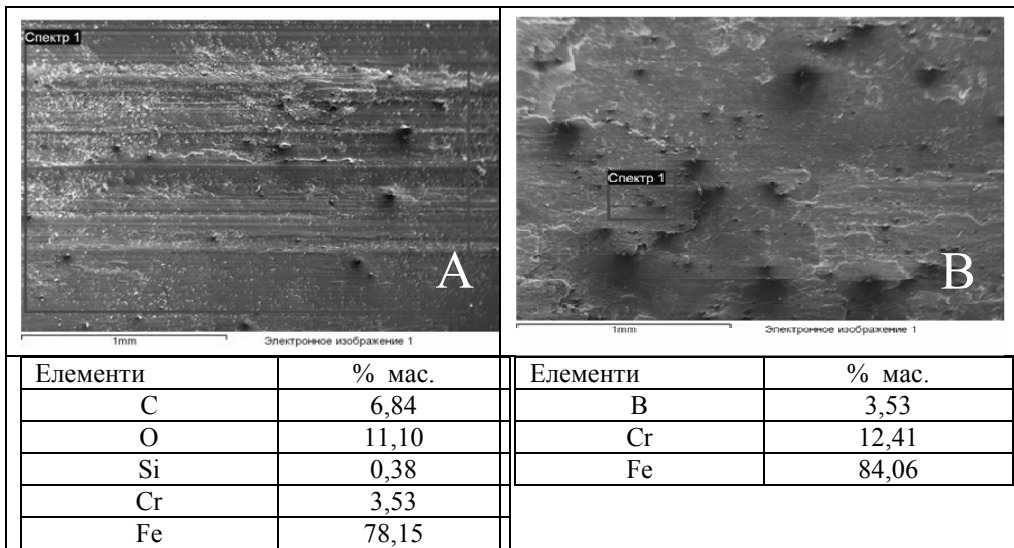 Спектр 1
A
1mm
Электронное изображение 1
Спектр 1
B
1mm
Электронное изображение 1
Елементи % мас.
C 6,84
O 11,10
Si 0,38
Cr 3,53
Fe 78,15
Елементи % мас.
B 3,53
Cr 12,41
Fe 84,06